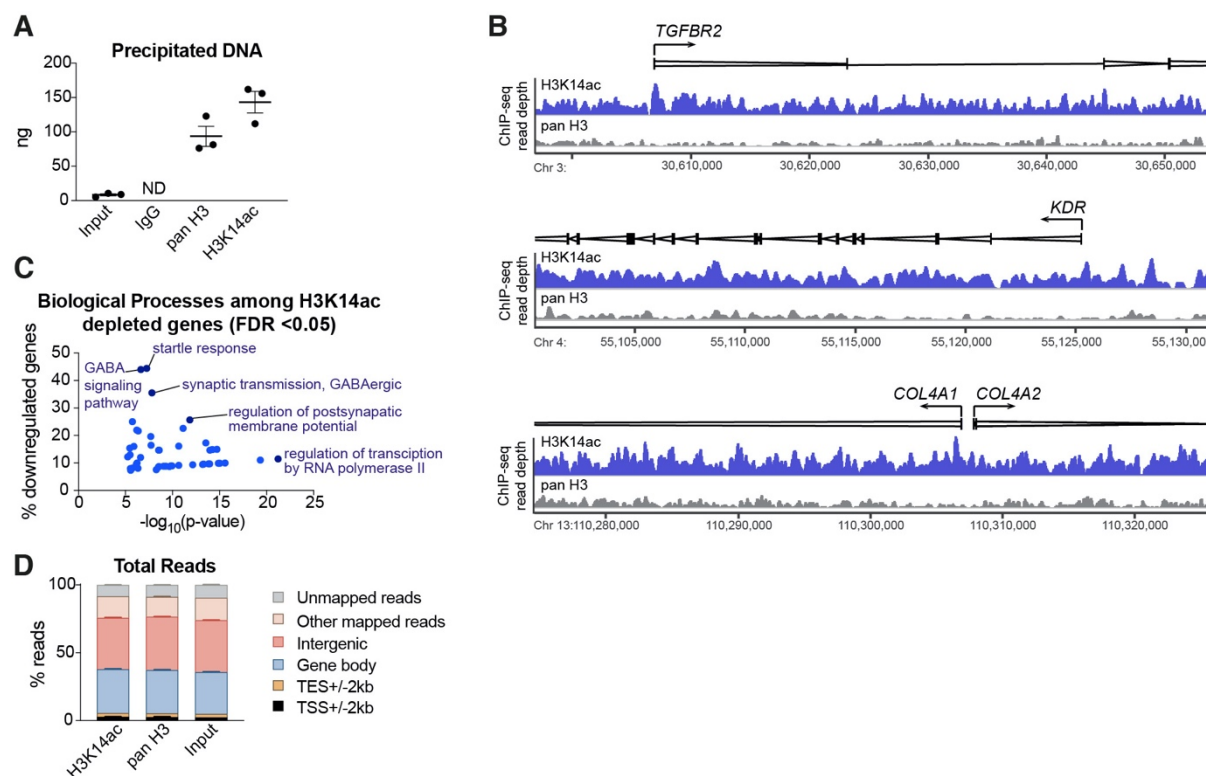 A
Precipitated DNA
200
150
100
50
0
ng
ND
Input
IgG
pan H3
H3K14ac
B
TGFBR2
H3K14ac
pan H3
ChIP-seq
read depth
Chr 3:
30,610,000
30,620,000
30,630,000
30,640,000
30,650,000
KDR
H3K14ac
pan H3
ChIP-seq
read depth
Chr 4:
55,105,000
55,110,000
55,115,000
55,120,000
55,125,000
55,130,000
COL4A1
COL4A2
H3K14ac
pan H3
ChIP-seq
read depth
Chr 13:110,280,000
110,290,000
110,300,000
110,310,000
110,320,000
C
Biological Processes among H3K14ac
depleted genes (FDR <0.05)
% downregulated genes
50
40
30
20
10
0
startle response
GABA
signaling
pathway
synaptic transmission, GABAergic
regulation of postsynapatic
membrane potential
regulation of transciption
by RNA polymerase II
0
5
10
15
20
25
-log10(p-value)
D
Total Reads
% reads
100
50
0
H3K14ac
pan H3
Input
Unmapped reads
Other mapped reads
Intergenic
Gene body
TES+/-2kb
TSS+/-2kb